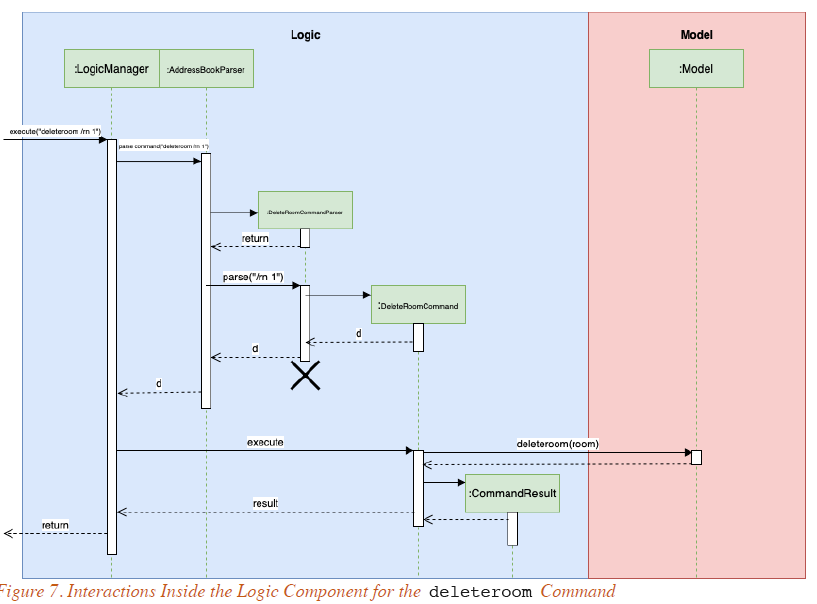 Logic
Model
:LogicManager
:AddressBookParser
:Model
execute("deleteroom /rn 1")
parse command("deleteroom /rn 1")
:DeleteRoomCommandParser
return
parse("/rn 1")
:DeleteRoomCommand
d
d
d
execute
deleteroom(room)
:CommandResult
result
return
Figure 7. Interactions Inside the Logic Component for the deleteroom Command